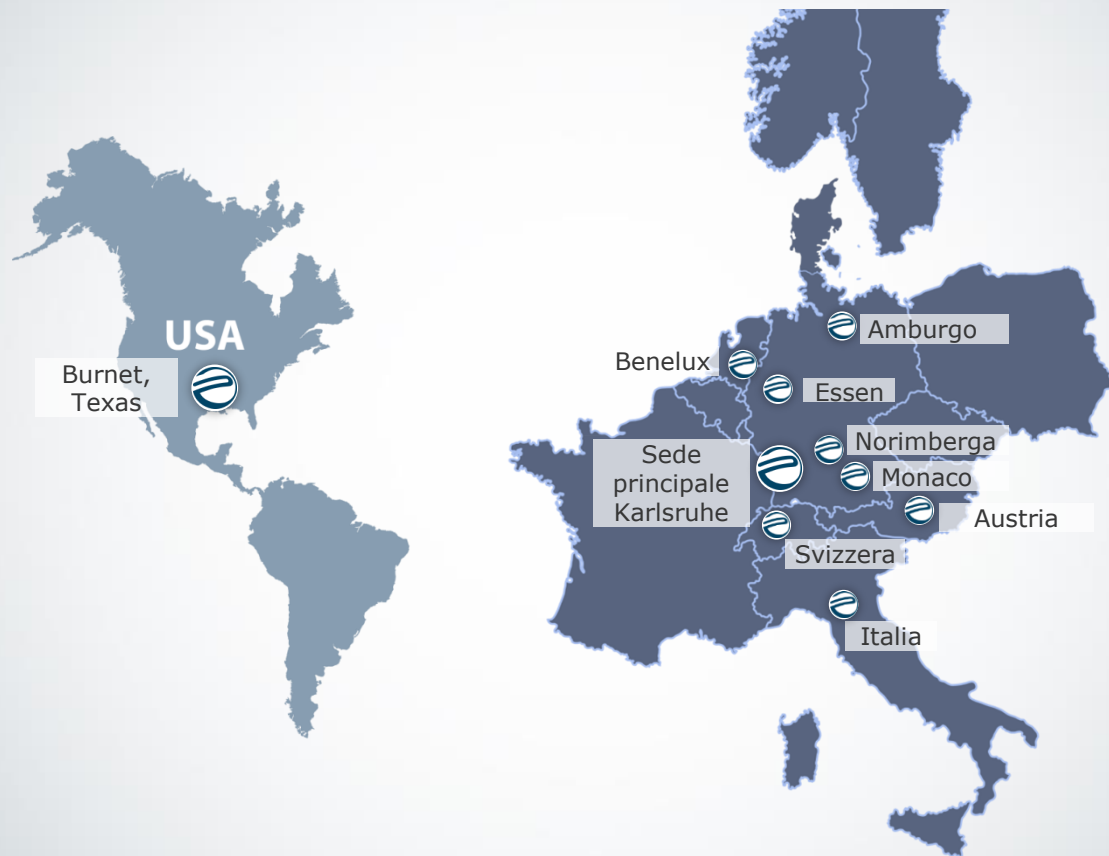 USA
Burnet,
Texas
Amburgo
Benelux
Essen
Norimberga
Sede
principale
Karlsruhe
Monaco
Austria
Svizzera
Italia